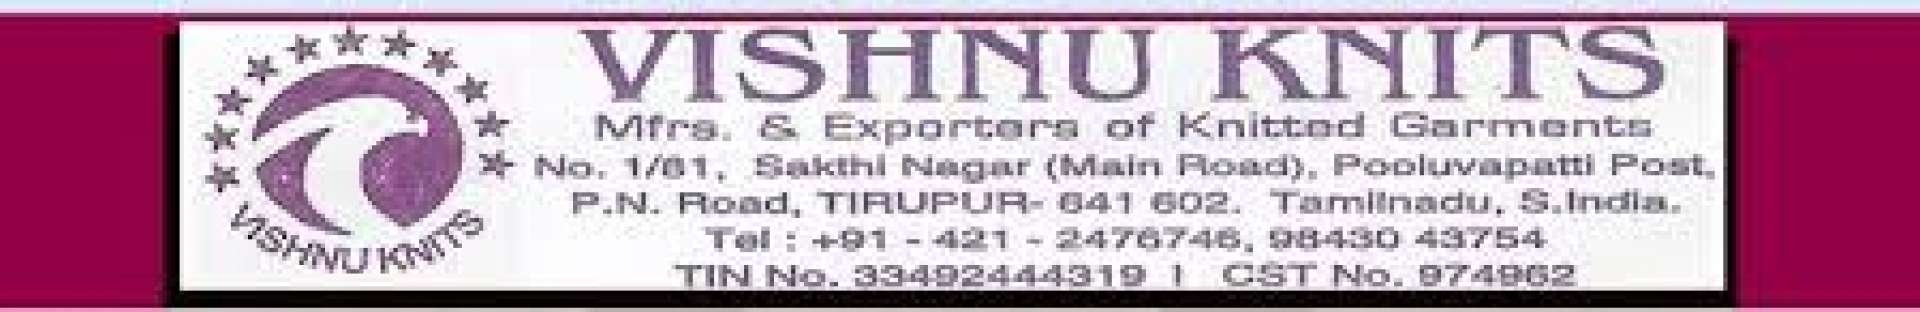 VISHNU KNITS
Mfrs. & Exporters of Knitted Garments
No. 1/61, Sakthi Nagar (Main Road), Pooluvapatti Post,
P.N. Road, TIRUPUR- 641 602. Tamilnadu, S.India.
Tel : +91 - 421 - 2476746, 98430 43754
TIN No. 33492444319 | CST No. 974962
VISHNU KNITS